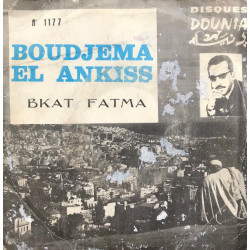 N° 1177
DISQUES
DOUNIA
BOUDJEMA
EL ANKISS
BKAT FATMA